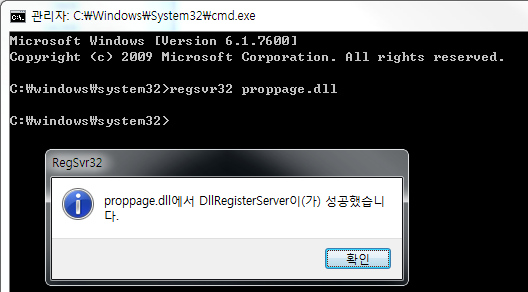 관리자: C:₩Windows₩System32₩cmd.exe
Microsoft Windows [Version 6.1.7600]
Copyright (c) 2009 Microsoft Corporation. All rights reserved.
C:₩windows₩system32>regsvr32 proppage.dll
C:₩windows₩system32>
RegSvr32
proppage.dll에서 DllRegisterServer이(가) 성공했습니
다.
확인